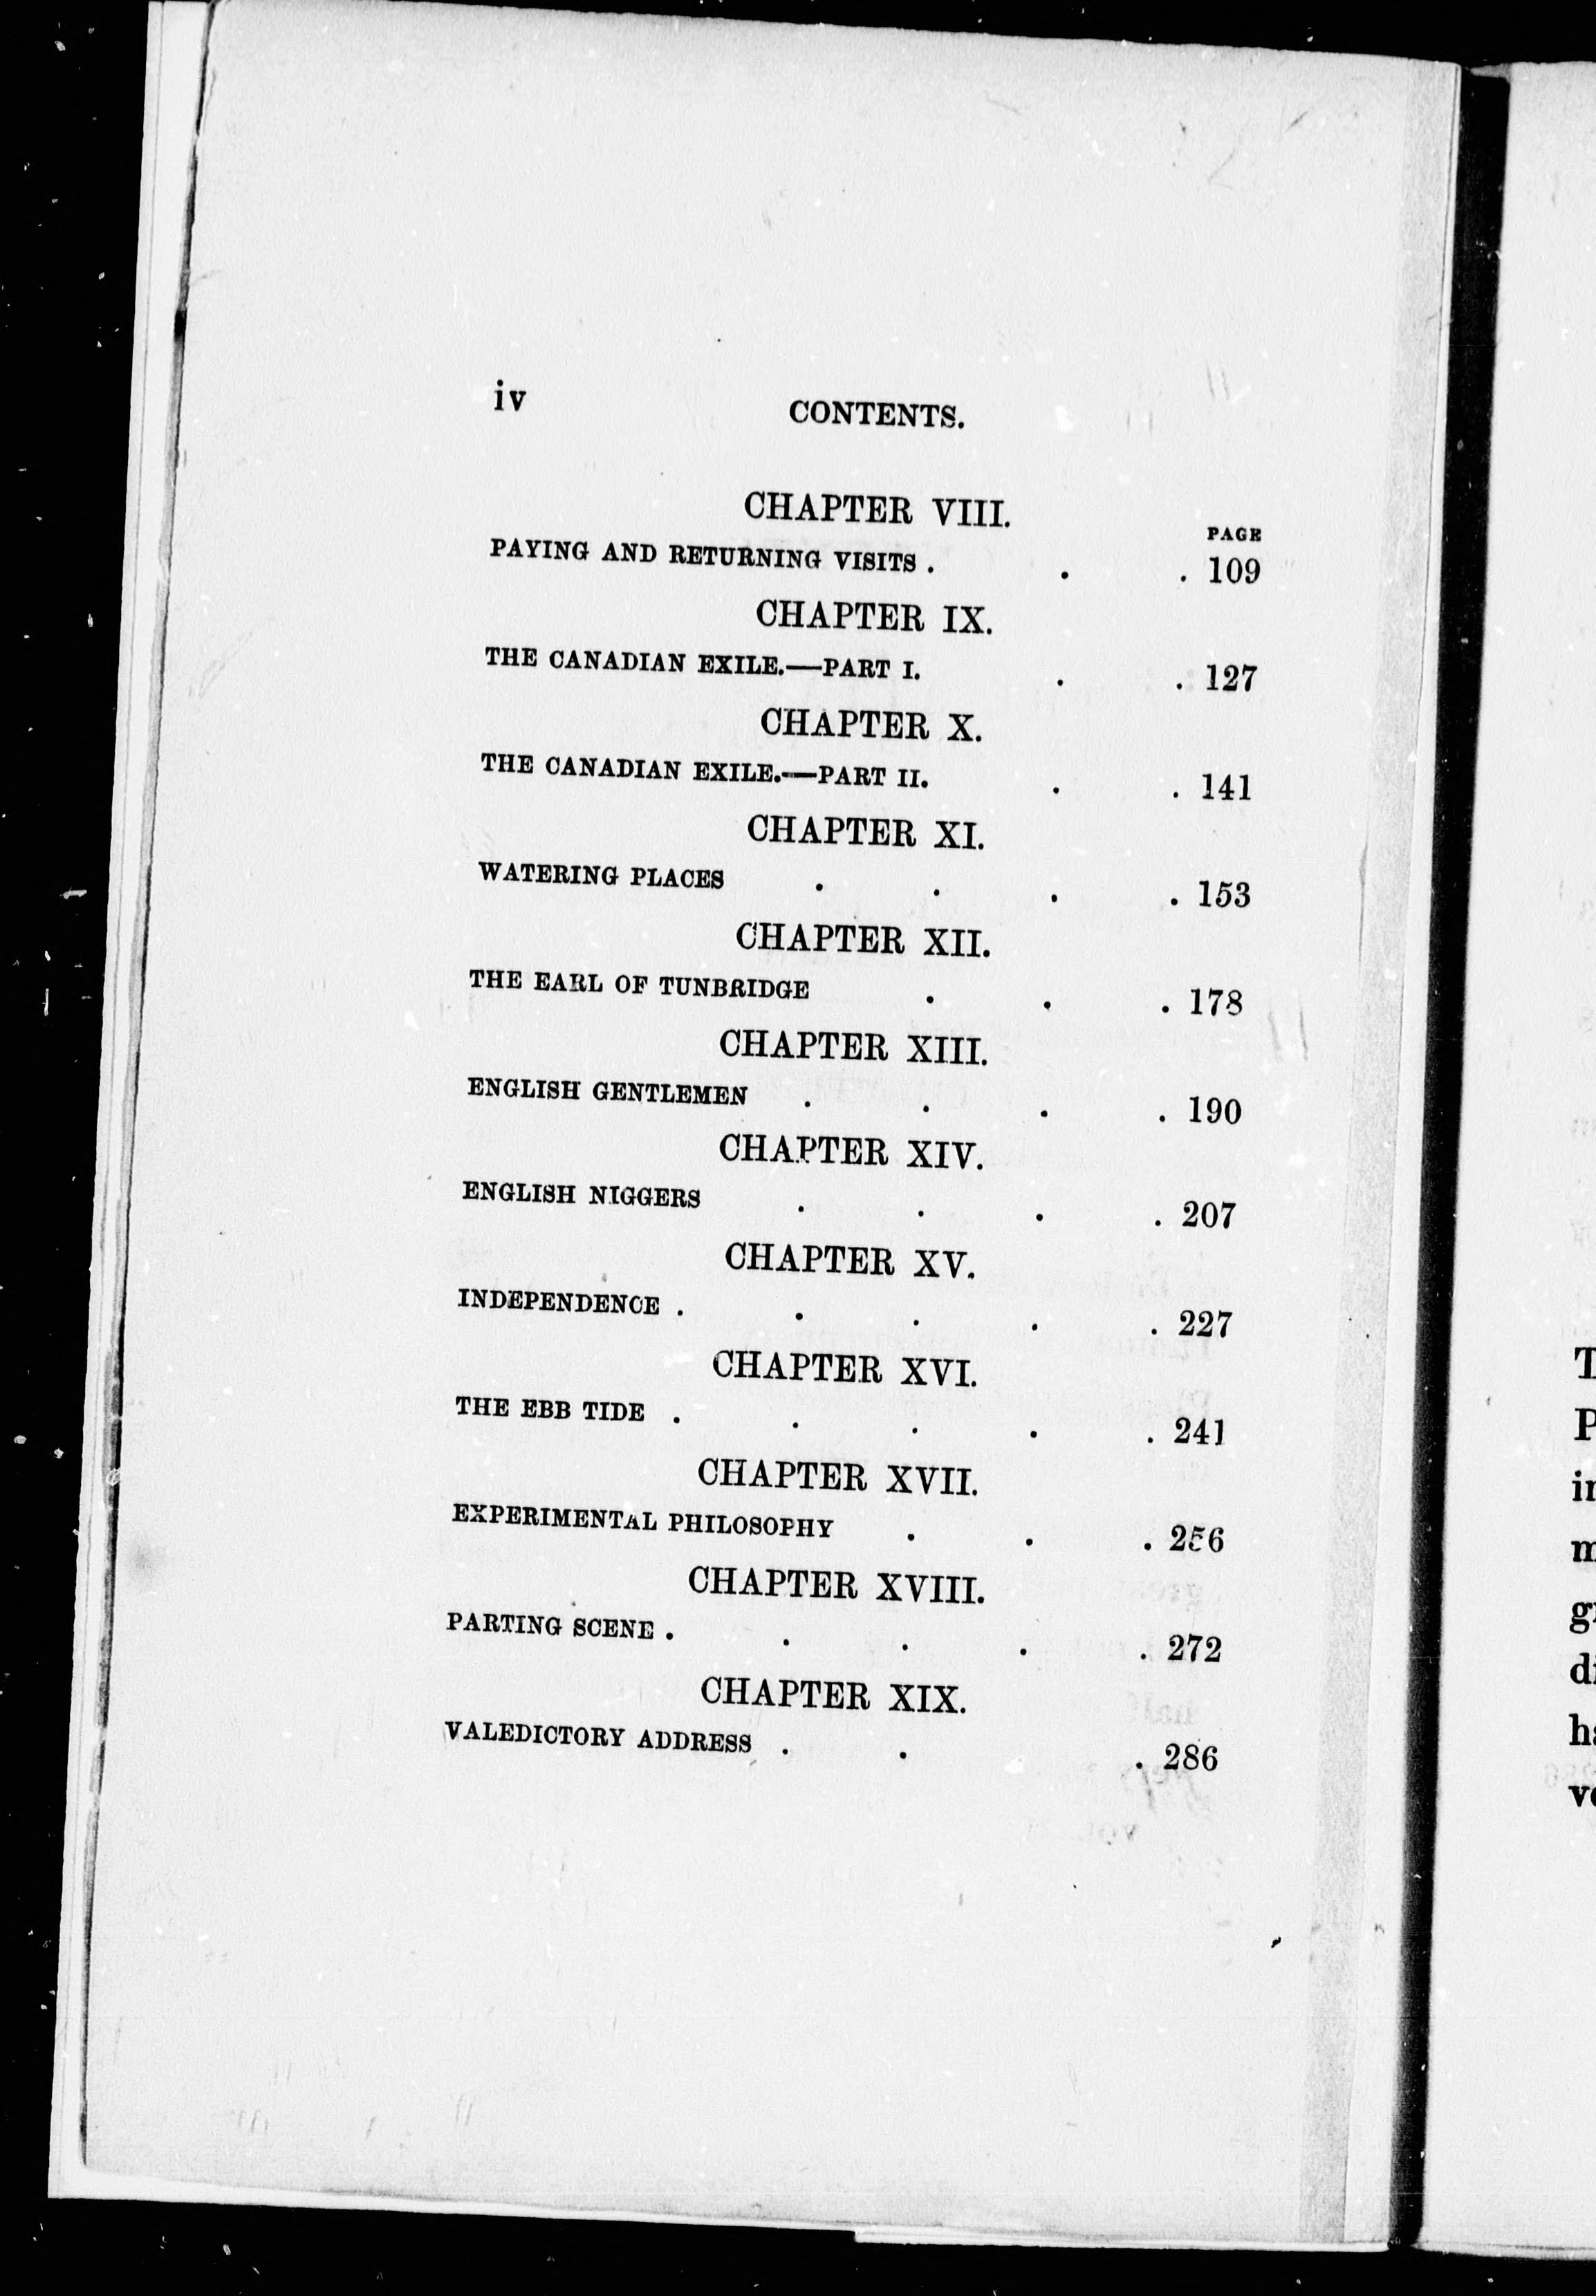 iv CONTENTS.
CHAPTER VIII.
PAGE
PAYING AND RETURNING VISITS . . . 109
CHAPTER IX.
THE CANADIAN EXILE.—PART I. . . 127
CHAPTER X.
THE CANADIAN EXILE.—PART II. . . 141
CHAPTER XI.
WATERING PLACES . . . . 153
CHAPTER XII.
THE EARL OF TUNBRIDGE . . . 178
CHAPTER XIII.
ENGLISH GENTLEMEN . . . . 190
CHAPTER XIV.
ENGLISH NIGGERS . . . . 207
CHAPTER XV.
INDEPENDENCE . . . . . 227
CHAPTER XVI.
THE EBB TIDE . . . . . 241
CHAPTER XVII.
EXPERIMENTAL PHILOSOPHY . . . 256
CHAPTER XVIII.
PARTING SCENE . . . . . 272
CHAPTER XIX.
VALEDICTORY ADDRESS . . . 286